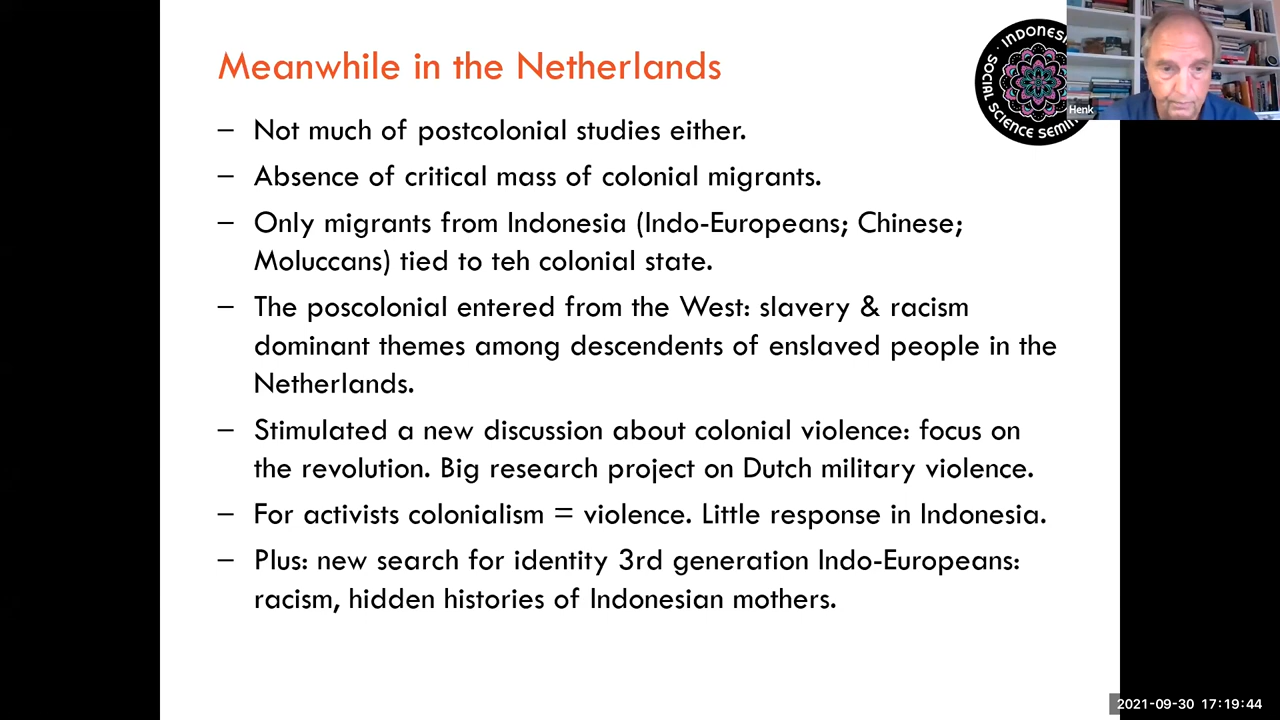 Meanwhile in the Netherlands
– Not much of postcolonial studies either.
– Absence of critical mass of colonial migrants.
– Only migrants from Indonesia (Indo-Europeans; Chinese;
Moluccans) tied to teh colonial state.
– The poscolonial entered from the West: slavery & racism
dominant themes among descendents of enslaved people in the
Netherlands.
– Stimulated a new discussion about colonial violence: focus on
the revolution. Big research project on Dutch military violence.
– For activists colonialism = violence. Little response in Indonesia.
– Plus: new search for identity 3rd generation Indo-Europeans:
racism, hidden histories of Indonesian mothers.
SOCIAL SCIENCE
Henk
2021-09-30 17:19:44